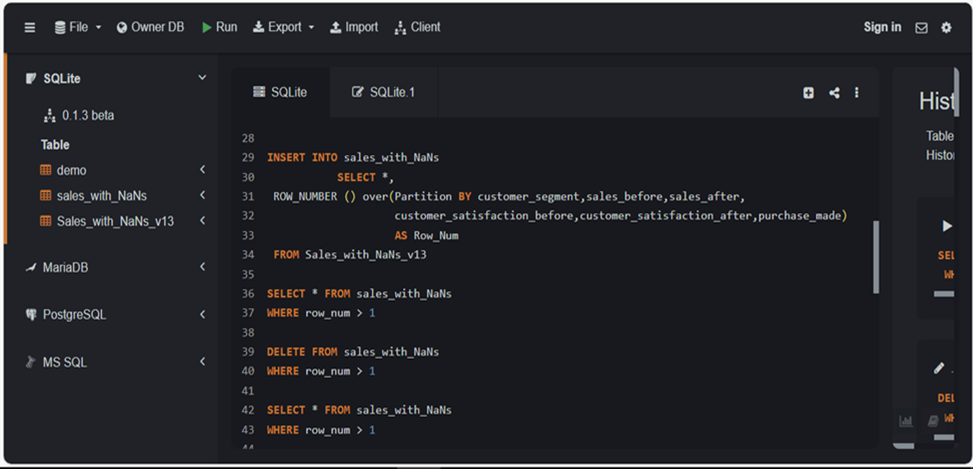 File
Owner DB
Run
Export
Import
Client
Sign in
SQLite
0.1.3 beta
Table
demo
sales_with_NaNs
Sales_with_NaNs_v13
MariaDB
PostgreSQL
MS SQL
SQLite
SQLite.1
28
29 INSERT INTO sales_with_NaNs
30 SELECT *,
31 ROW_NUMBER () over(Partition BY customer_segment,sales_before,sales_after,
32 customer_satisfaction_before,customer_satisfaction_after,purchase_made)
33 AS Row_Num
34 FROM Sales_with_NaNs_v13
35
36 SELECT * FROM sales_with_NaNs
37 WHERE row_num > 1
38
39 DELETE FROM sales_with_NaNs
40 WHERE row_num > 1
41
42 SELECT * FROM sales_with_NaNs
43 WHERE row_num > 1
Hist
Table
Histor
SEL
WH
DEL
WH